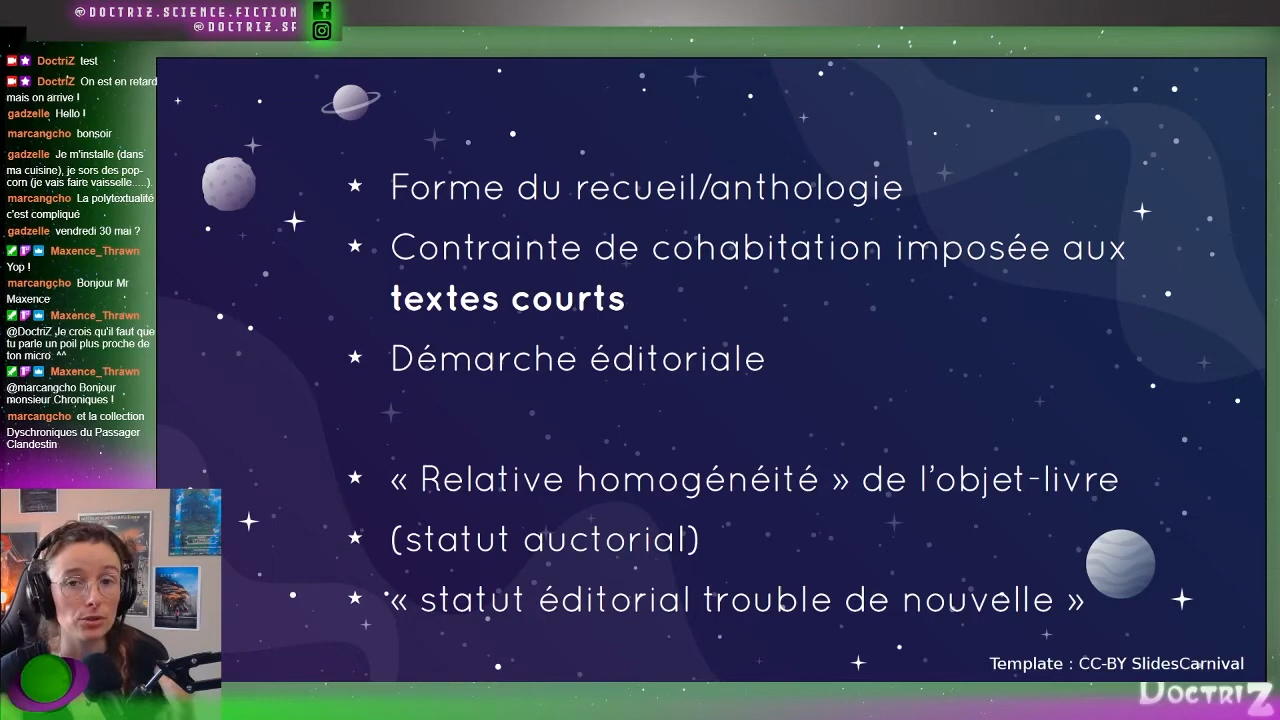 @DOCTRIZ.SCIENCE.FICTION
@DOCTRIZ.SF
DoctriZ test
DoctriZ On est en retard
mais on arrive !
gadzelle Hello !
marcangcho bonsoir
gadzelle Je m'installe (dans
ma cuisine), je sors des pop-
corn (je vais faire vaisselle.....).
marcangcho La polytextualité
c'est compliqué
gadzelle vendredi 30 mai ?
Maxence_Thrawn
Yop !
marcangcho Bonjour Mr
Maxence
Maxence_Thrawn
@DoctriZ Je crois qu'il faut que
tu parle un poil plus proche de
ton micro ^^
Maxence_Thrawn
@marcangcho Bonjour
monsieur Chroniques !
marcangcho et la collection
Dyschroniques du Passager
Clandestin
Forme du recueil/anthologie
Contrainte de cohabitation imposée aux
textes courts
Démarche éditoriale
« Relative homogénéité » de l'objet-livre
(statut auctorial)
« statut éditorial trouble de nouvelle »
Template : CC-BY SlidesCarnival
DOCTRIZ